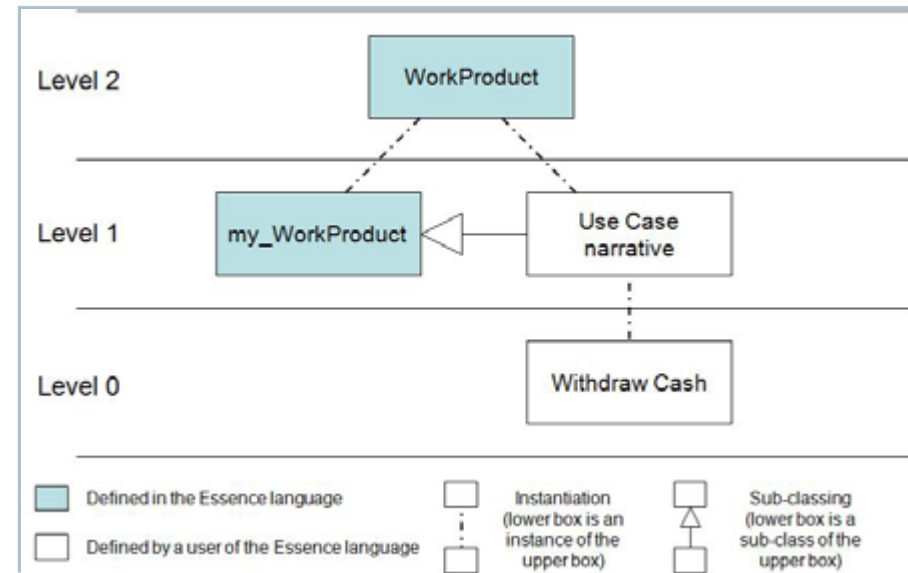 Level 2
WorkProduct
Level 1
my_WorkProduct
Use Case
narrative
Level 0
Withdraw Cash
Defined in the Essence language
Defined by a user of the Essence language
Instantiation
(lower box is an
instance of the
upper box)
Sub-classing
(lower box is a
sub-class of the
upper box)